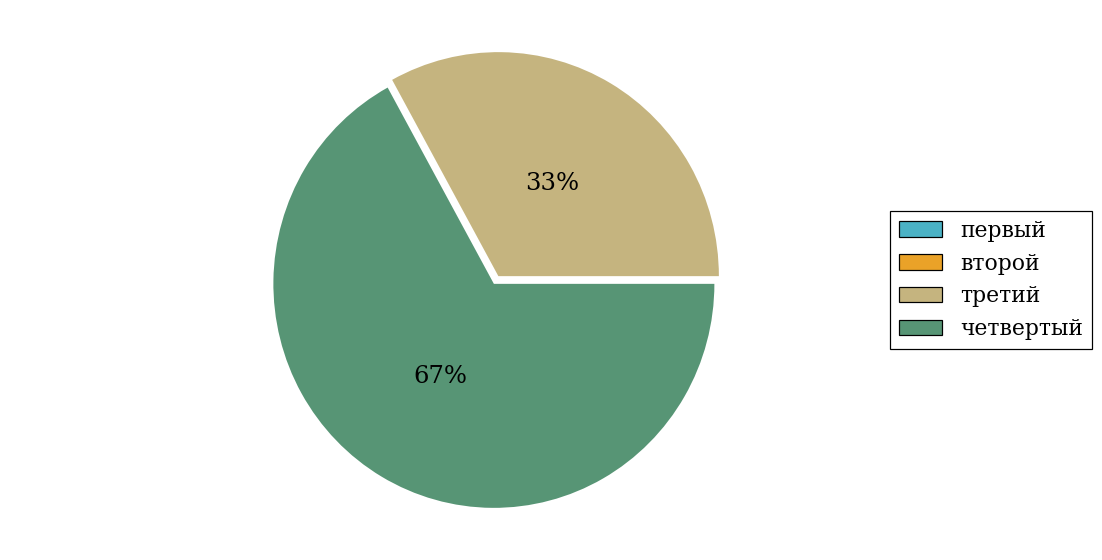 33%
67%
первый
второй
третий
четвертый